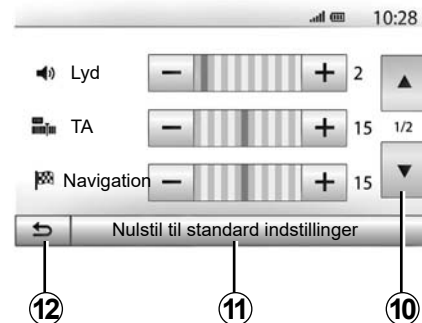 10:28
Lyd − + 2
TA − + 15 1/2
Navigation − + 15
Nulstil til standard indstillinger
12 11 10